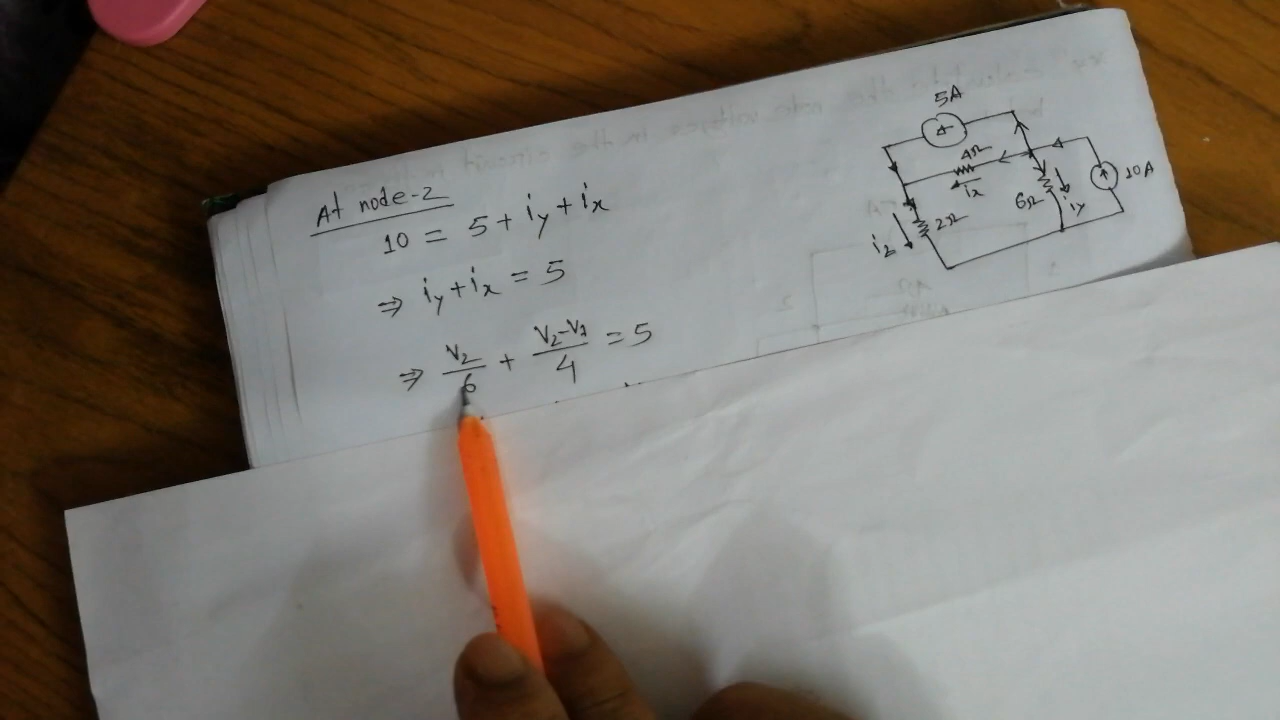 At node-2
10 = 5 + iy + ix
⇒ iy + ix = 5
⇒ V2/6 + V2-V1/4 = 5
5A
4Ω
ix
10A
6Ω
iy
2Ω
i2